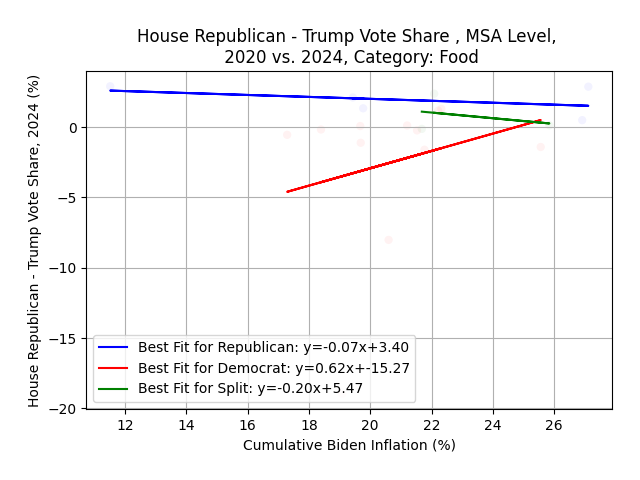 House Republican - Trump Vote Share , MSA Level,
2020 vs. 2024, Category: Food
House Republican - Trump Vote Share, 2024 (%)
0
−5
−10
−15
−20
Best Fit for Republican: y=-0.07x+3.40
Best Fit for Democrat: y=0.62x+-15.27
Best Fit for Split: y=-0.20x+5.47
12 14 16 18 20 22 24 26
Cumulative Biden Inflation (%)